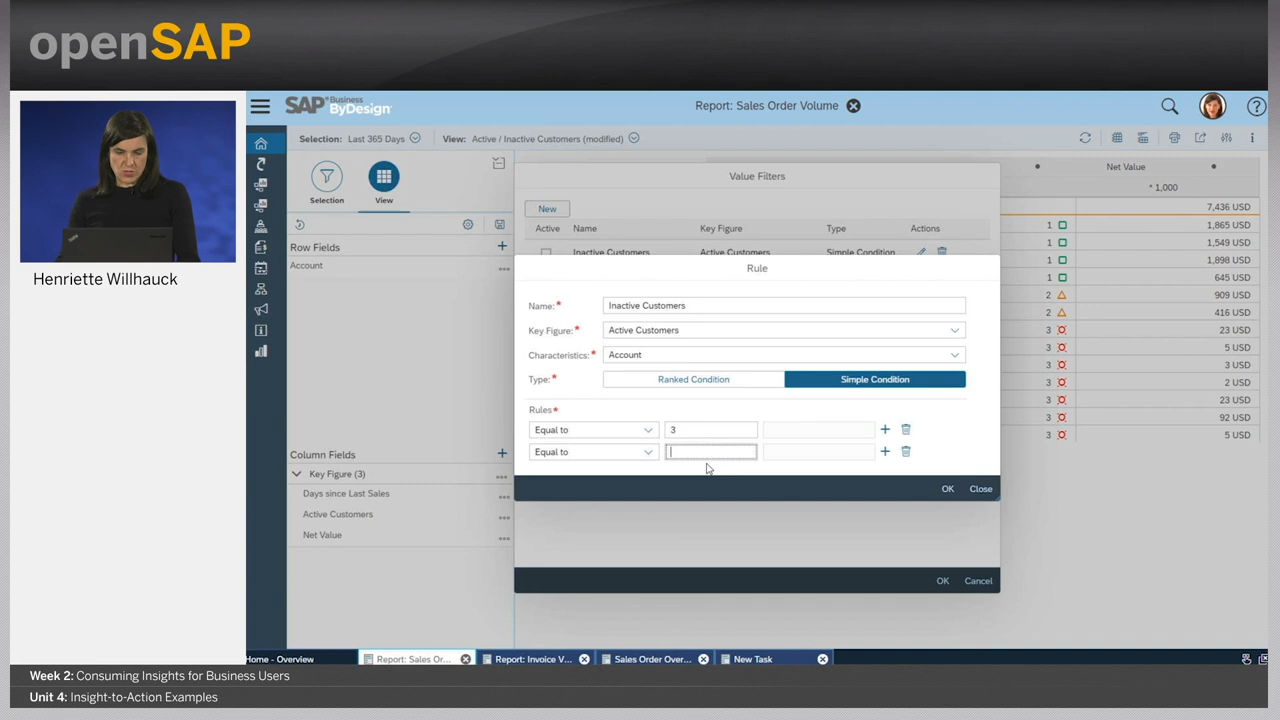 openSAP
SAP Business ByDesign
Report: Sales Order Volume
Selection: Last 365 Days
View: Active / Inactive Customers (modified)
Selection
View
Row Fields
Account
Column Fields
Key Figure (3)
Days since Last Sales
Active Customers
Net Value
Value Filters
New
Active Name Key Figure Type Actions
Inactive Customers Active Customers Simple Condition
Rule
Name:* Inactive Customers
Key Figure:* Active Customers
Characteristics:* Account
Type:* Ranked Condition Simple Condition
Rules*
Equal to 3
Equal to
OK Close
OK Cancel
Net Value
* 1,000
7,436 USD
1 1,865 USD
1 1,549 USD
1 1,898 USD
1 645 USD
2 909 USD
2 416 USD
3 23 USD
3 5 USD
3 3 USD
3 2 USD
3 23 USD
3 92 USD
3 5 USD
Henriette Willhauck
Home - Overview
Report: Sales Or...
Report: Invoice V...
Sales Order Over...
New Task
Week 2: Consuming Insights for Business Users
Unit 4: Insight-to-Action Examples